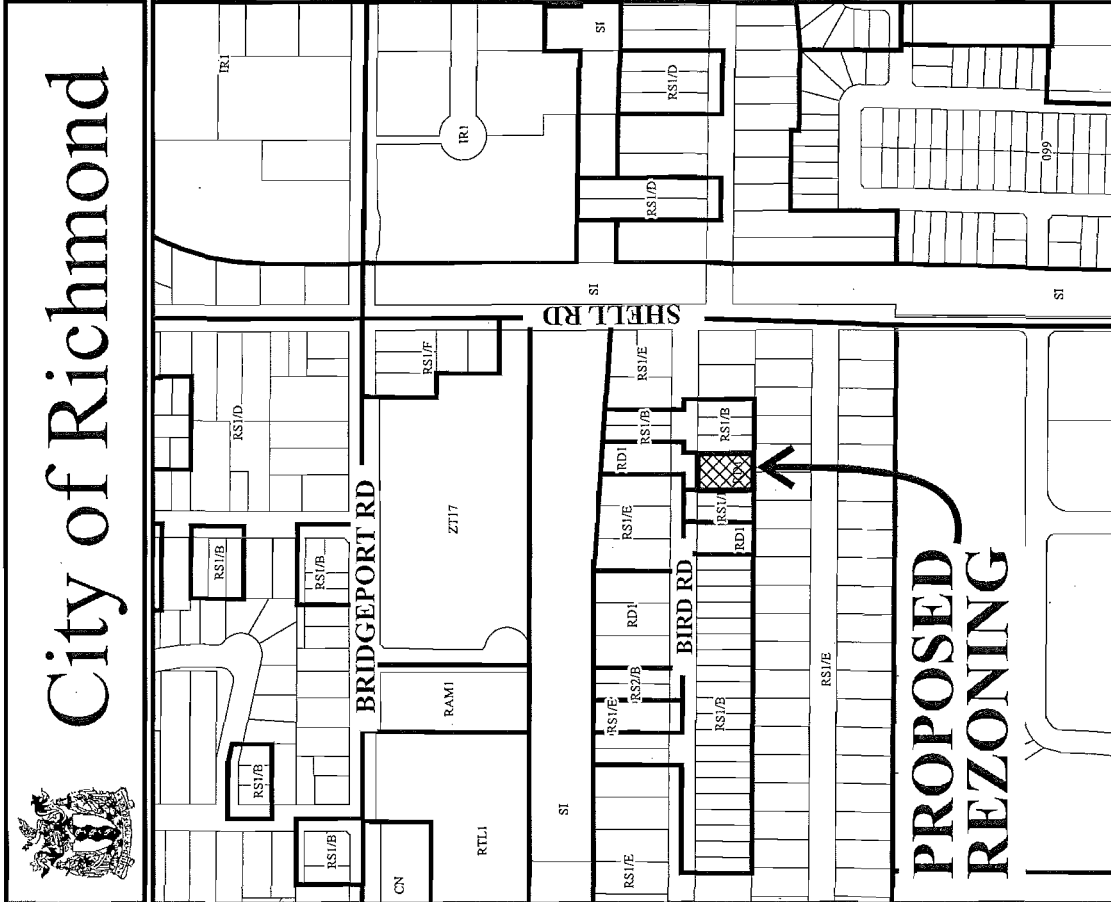 City of Richmond
RS1/B
RS1/D
IR1
RS1/B
RS1/B
RS1/B
BRIDGEPORT RD
CN
RS1/F
RTL1
RAM1
ZT17
IR1
SI
SHELL RD
SI
SI
RS1/E
RS1/E
RS2/B
RD1
RS1/E
RD1
RS1/B
RS1/E
RS1/D
RS1/D
BIRD RD
RS1/B
RD1
RS1/B
RS1/E
PROPOSED
REZONING
099
SI